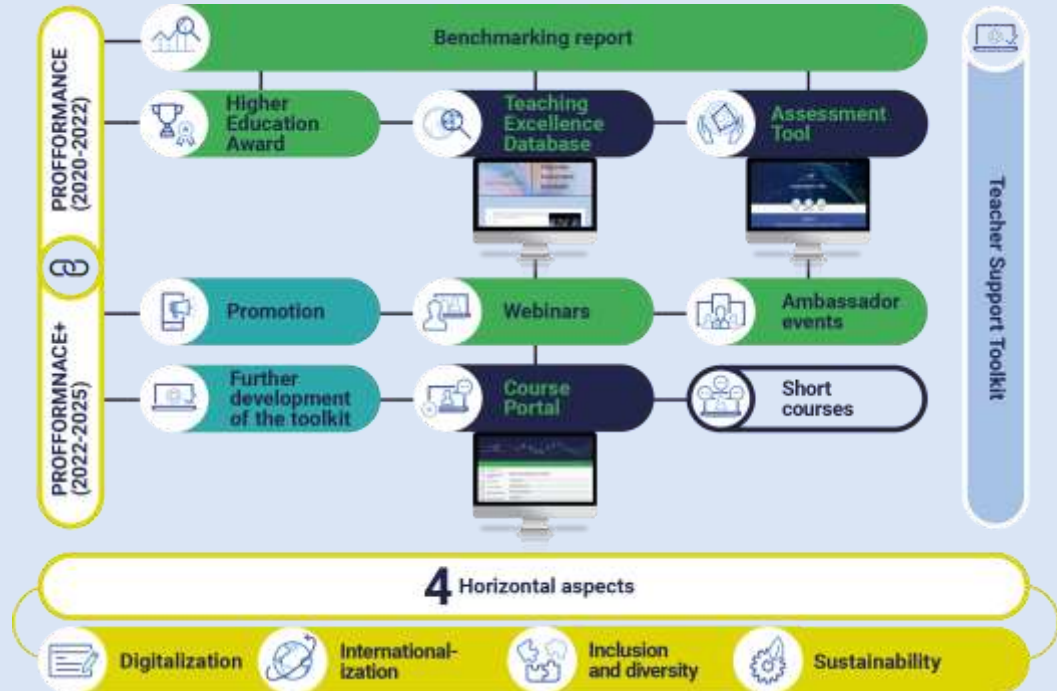 PROFFORMANCE
(2020-2022)
Benchmarking report
Higher
Education
Award
Teaching
Excellence
Database
Assessment
Tool
PROFFORMNACE+
(2022-2025)
Promotion
Webinars
Ambassador
events
Further
development
of the toolkit
Course
Portal
Short
courses
Teacher Support Toolkit
4 Horizontal aspects
Digitalization
International-
ization
Inclusion
and diversity
Sustainability